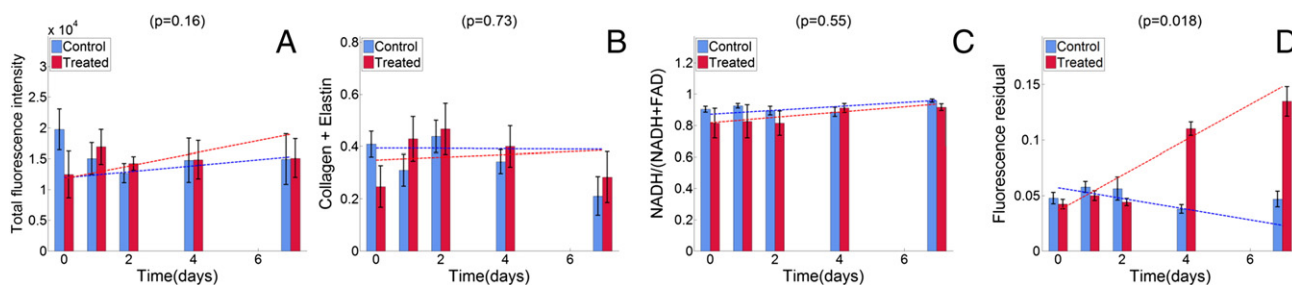 (p=0.16)
x 10⁴
A
Control
Treated
Total fluorescence intensity
3
2.5
2
1.5
1
0.5
0
0
2
4
6
Time(days)
(p=0.73)
B
Control
Treated
Collagen + Elastin
0.8
0.6
0.4
0.2
0
2
4
6
Time(days)
(p=0.55)
C
Control
Treated
NADH/(NADH+FAD)
1.2
1
0.8
0.6
0.4
0.2
0
0
2
4
6
Time(days)
(p=0.018)
D
Control
Treated
Fluorescence residual
0.15
0.1
0.05
0
0
2
4
6
Time(days)